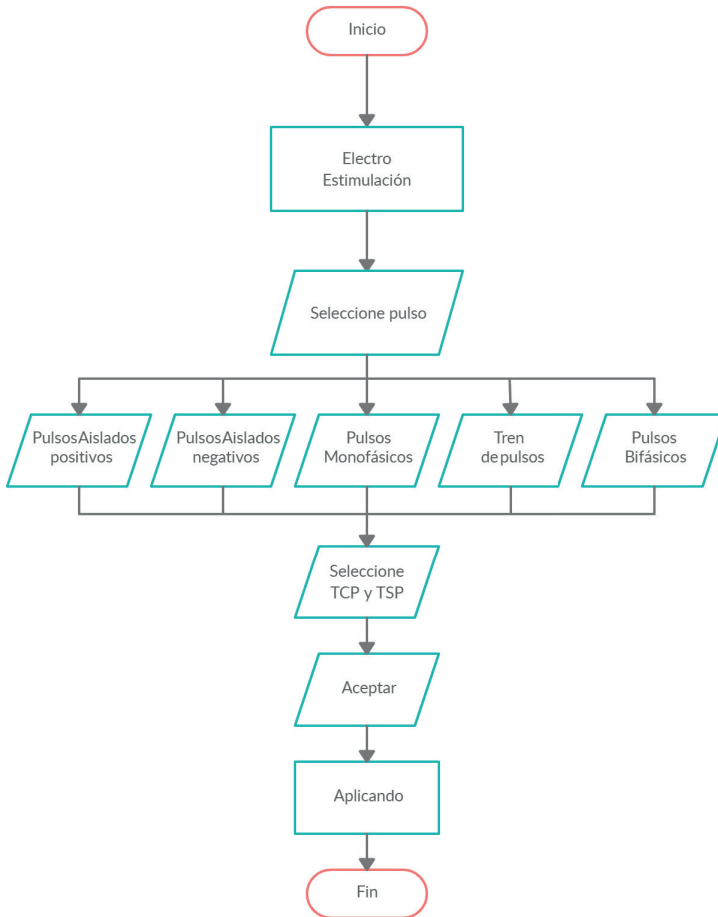 Inicio
Electro
Estimulación
Seleccione pulso
PulsosAislados
positivos
PulsosAislados
negativos
Pulsos
Monofásicos
Tren
de pulsos
Pulsos
Bifásicos
Seleccione
TCP y TSP
Aceptar
Aplicando
Fin